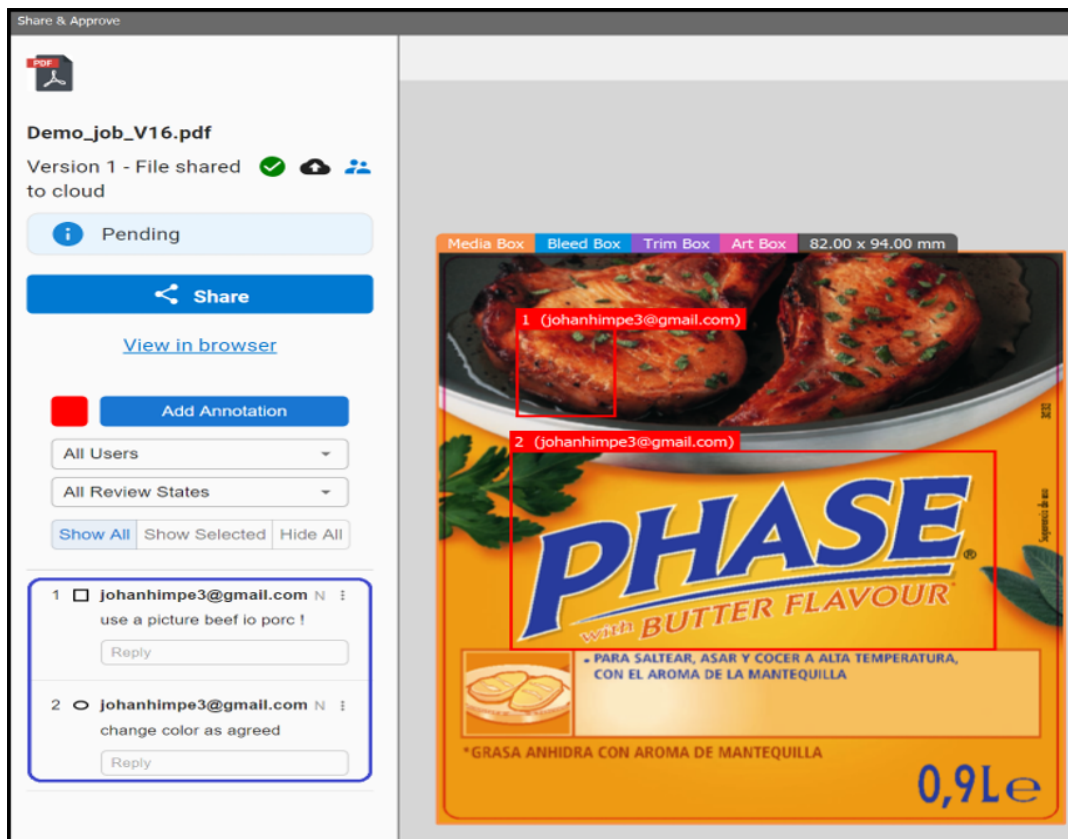 Share & Approve
PDF
Demo_job_V16.pdf
Version 1 - File shared
to cloud
Pending
Share
View in browser
Add Annotation
All Users
All Review States
Show All Show Selected Hide All
1 johanhimpe3@gmail.com N
use a picture beef io porc !
Reply
2 johanhimpe3@gmail.com N
change color as agreed
Reply
Media Box Bleed Box Trim Box Art Box 82.00 x 94.00 mm
1 (johanhimpe3@gmail.com)
2 (johanhimpe3@gmail.com)
PHASE®
with BUTTER FLAVOUR*
• PARA SALTEAR, ASAR Y COCER A ALTA TEMPERATURA,
CON EL AROMA DE LA MANTEQUILLA
*GRASA ANHIDRA CON AROMA DE MANTEQUILLA
0,9L e